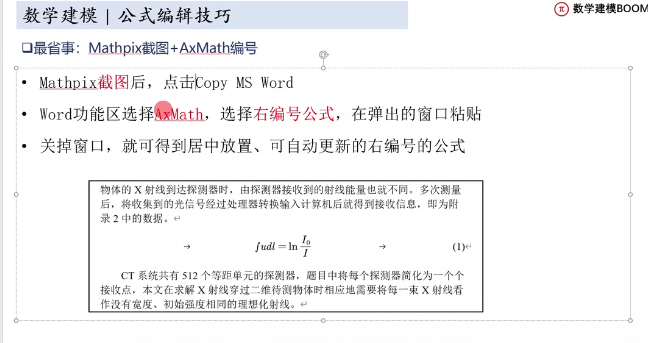 数学建模 | 公式编辑技巧
数学建模BOOM
最省事：Mathpix截图+AxMath编号
• Mathpix截图后，点击Copy MS Word
• Word功能区选择AxMath，选择右编号公式，在弹出的窗口粘贴
• 关掉窗口，就可得到居中放置、可自动更新的右编号的公式
物体的 X 射线到达探测器时，由探测器接收到的射线能量也就不同。多次测量
后，将收集到的光信号经过处理器转换输入计算机后就得到接收信息，即为附
录 2 中的数据。↵
→ fudl = ln I₀/I → (1)↵
CT 系统共有 512 个等距单元的探测器，题目中将每个探测器简化为一个个
接收点，本文在求解 X 射线穿过二维待测物体时相应地需要将每一束 X 射线看
作没有宽度、初始强度相同的理想化射线。↵